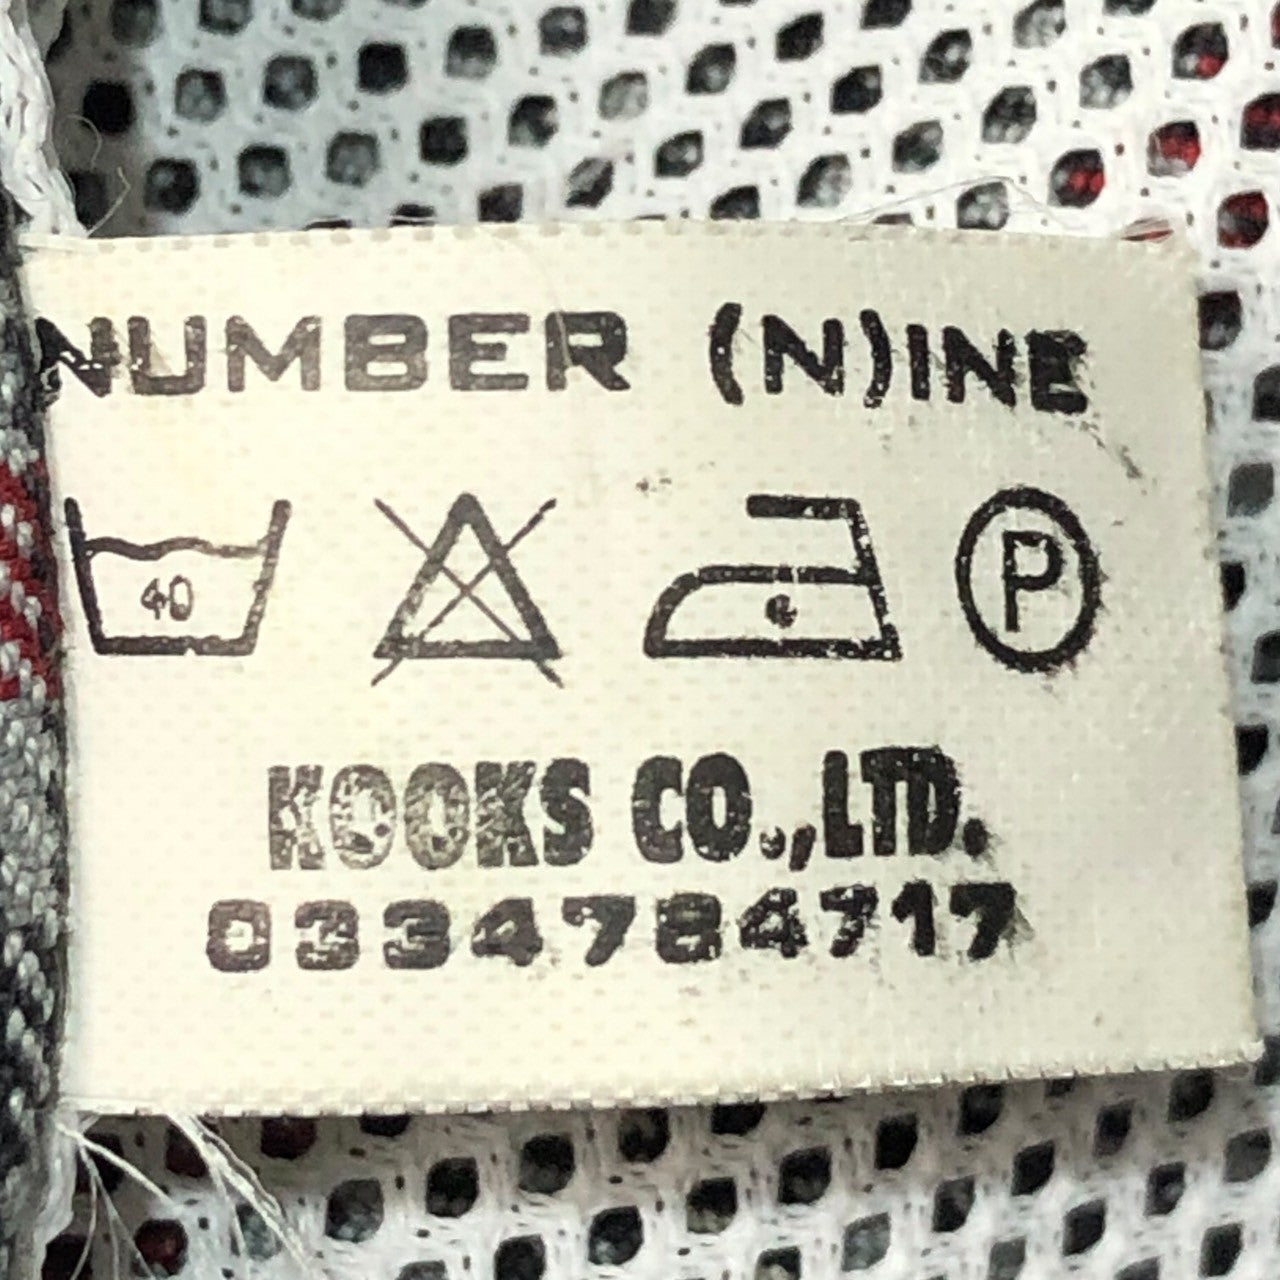 NUMBER (N)INE
40
P
KOOKS CO.,LTD.
0334784717